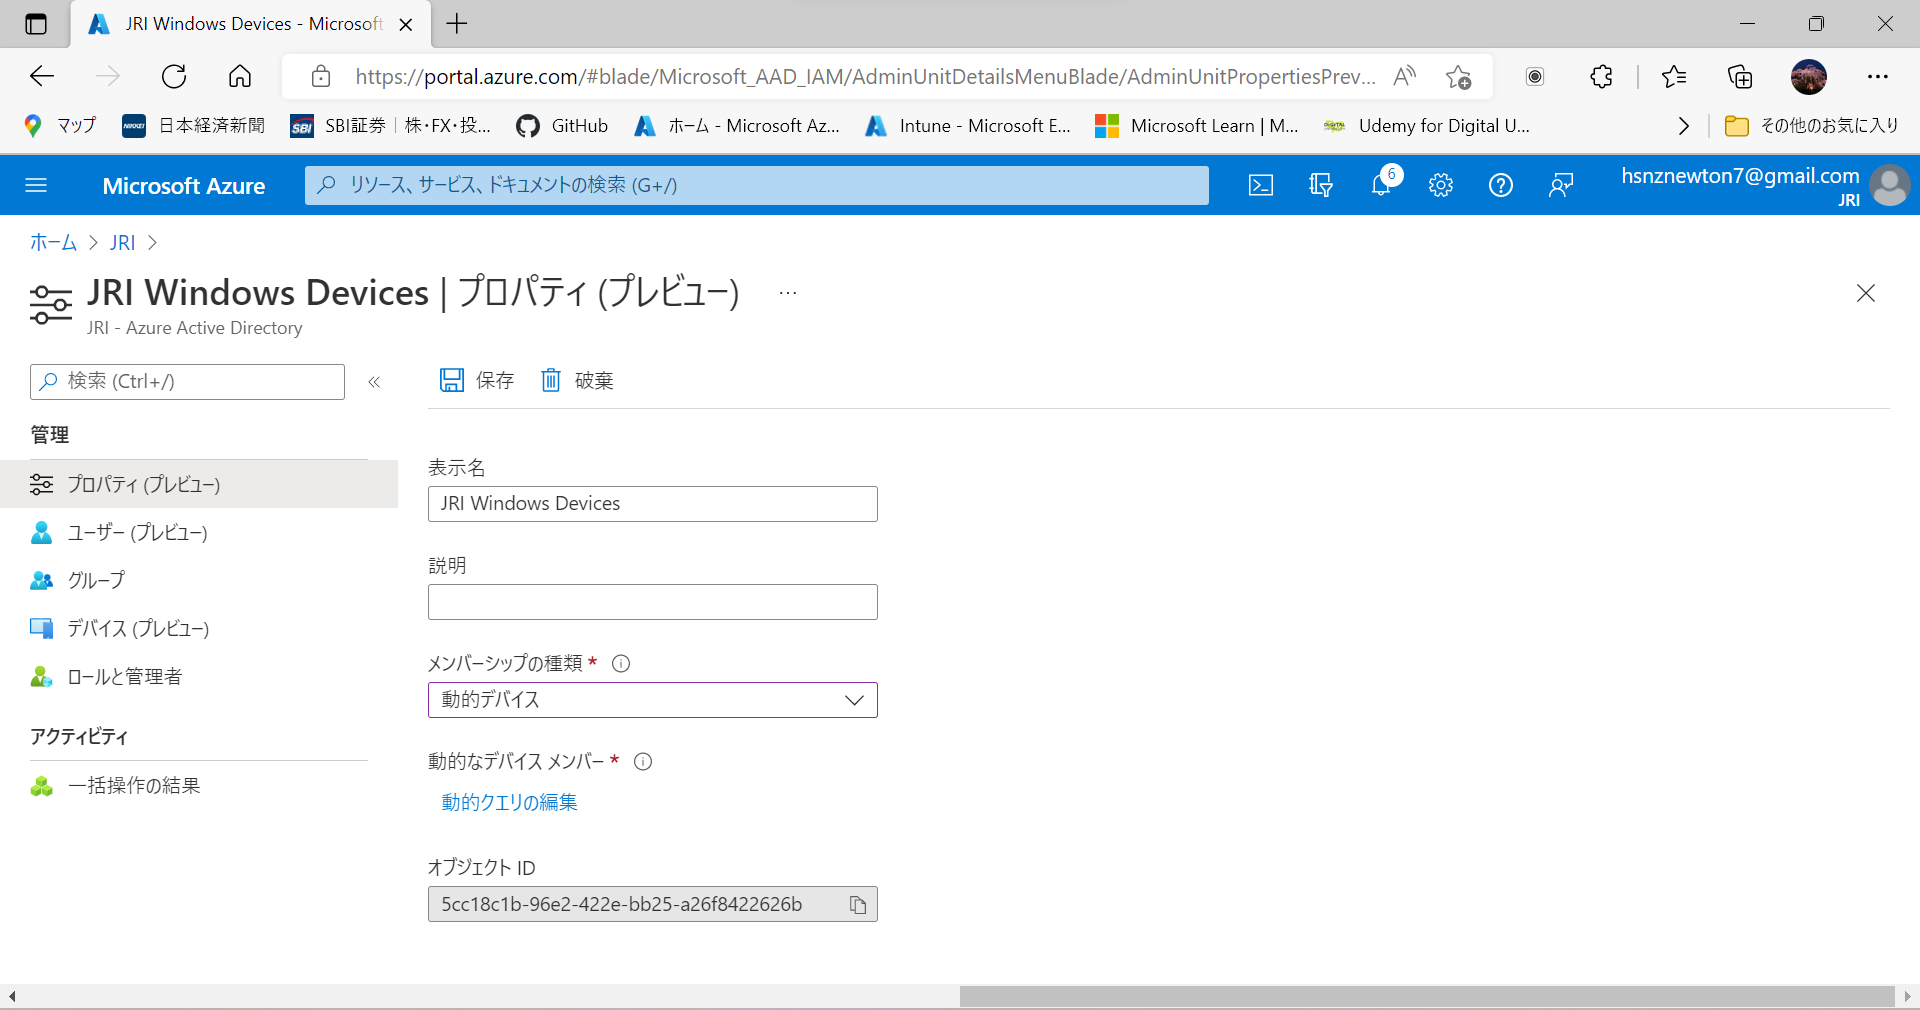 JRI Windows Devices - Microsoft
https://portal.azure.com/#blade/Microsoft_AAD_IAM/AdminUnitDetailsMenuBlade/AdminUnitPropertiesPrev...
マップ
NIKKEI 日本経済新聞
SBI SBI証券｜株・FX・投...
GitHub
ホーム - Microsoft Az...
Intune - Microsoft E...
Microsoft Learn | M...
Udemy for Digital U...
その他のお気に入り
Microsoft Azure
リソース、サービス、ドキュメントの検索 (G+/)
6
hsnznewton7@gmail.com
JRI
ホーム > JRI >
JRI Windows Devices | プロパティ (プレビュー) ...
JRI - Azure Active Directory
検索 (Ctrl+/)
«
保存
破棄
管理
プロパティ (プレビュー)
ユーザー (プレビュー)
グループ
デバイス (プレビュー)
ロールと管理者
アクティビティ
一括操作の結果
表示名
JRI Windows Devices
説明
メンバーシップの種類 *
動的デバイス
動的なデバイス メンバー *
動的クエリの編集
オブジェクト ID
5cc18c1b-96e2-422e-bb25-a26f8422626b